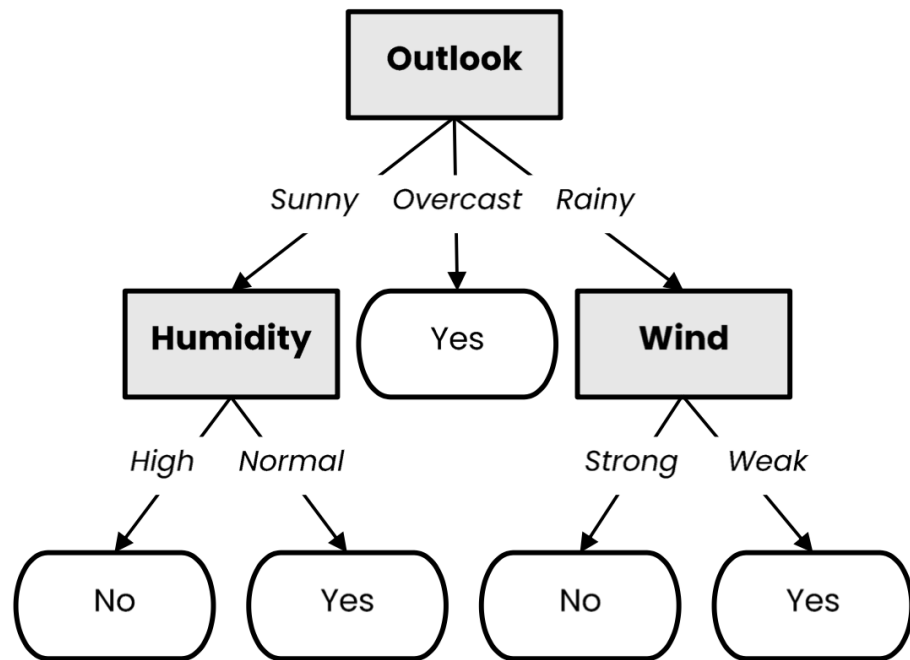 Outlook
Sunny Overcast Rainy
Humidity Yes Wind
High Normal Strong Weak
No Yes No Yes